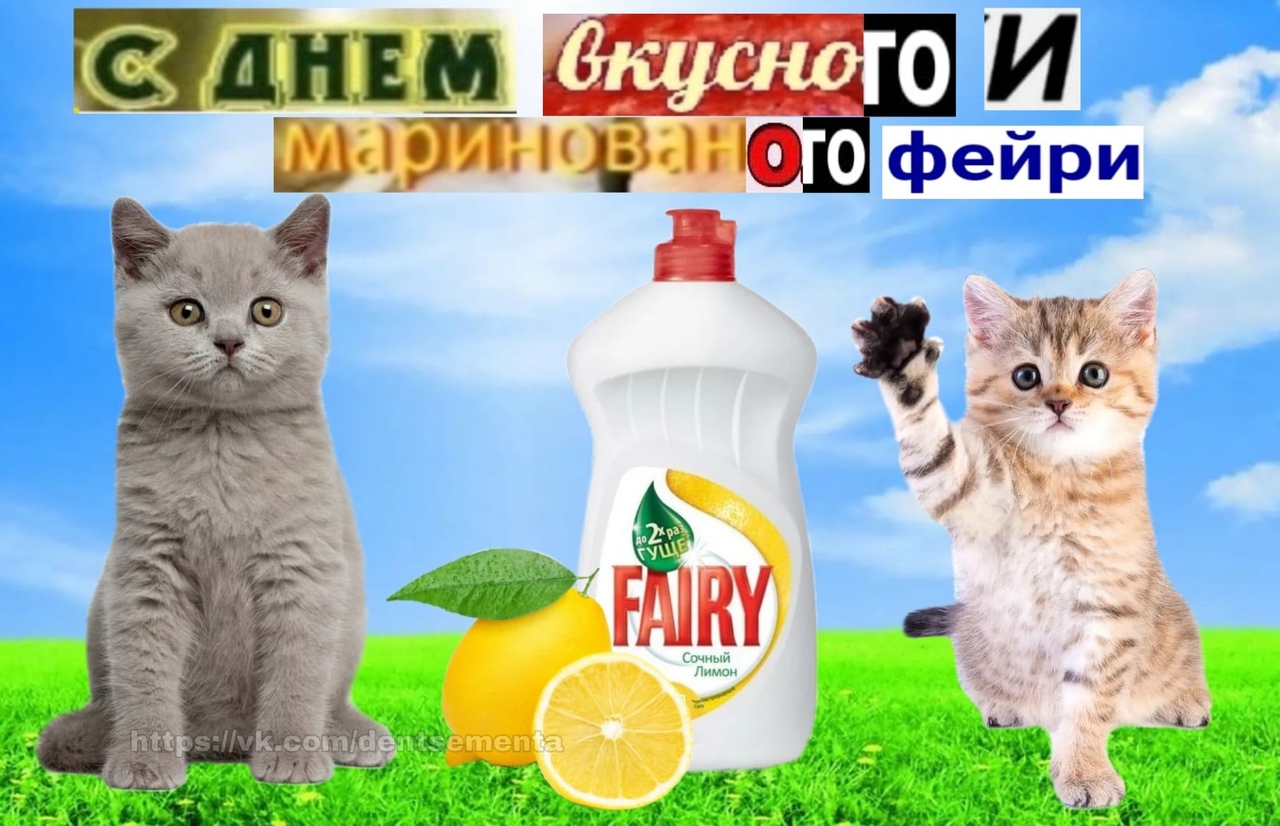 С ДНЕМ вкусного И
маринованого фейри
до 2х раз
ГУЩЕ
FAIRY
Сочный
Лимон
https://vk.com/dentsementa